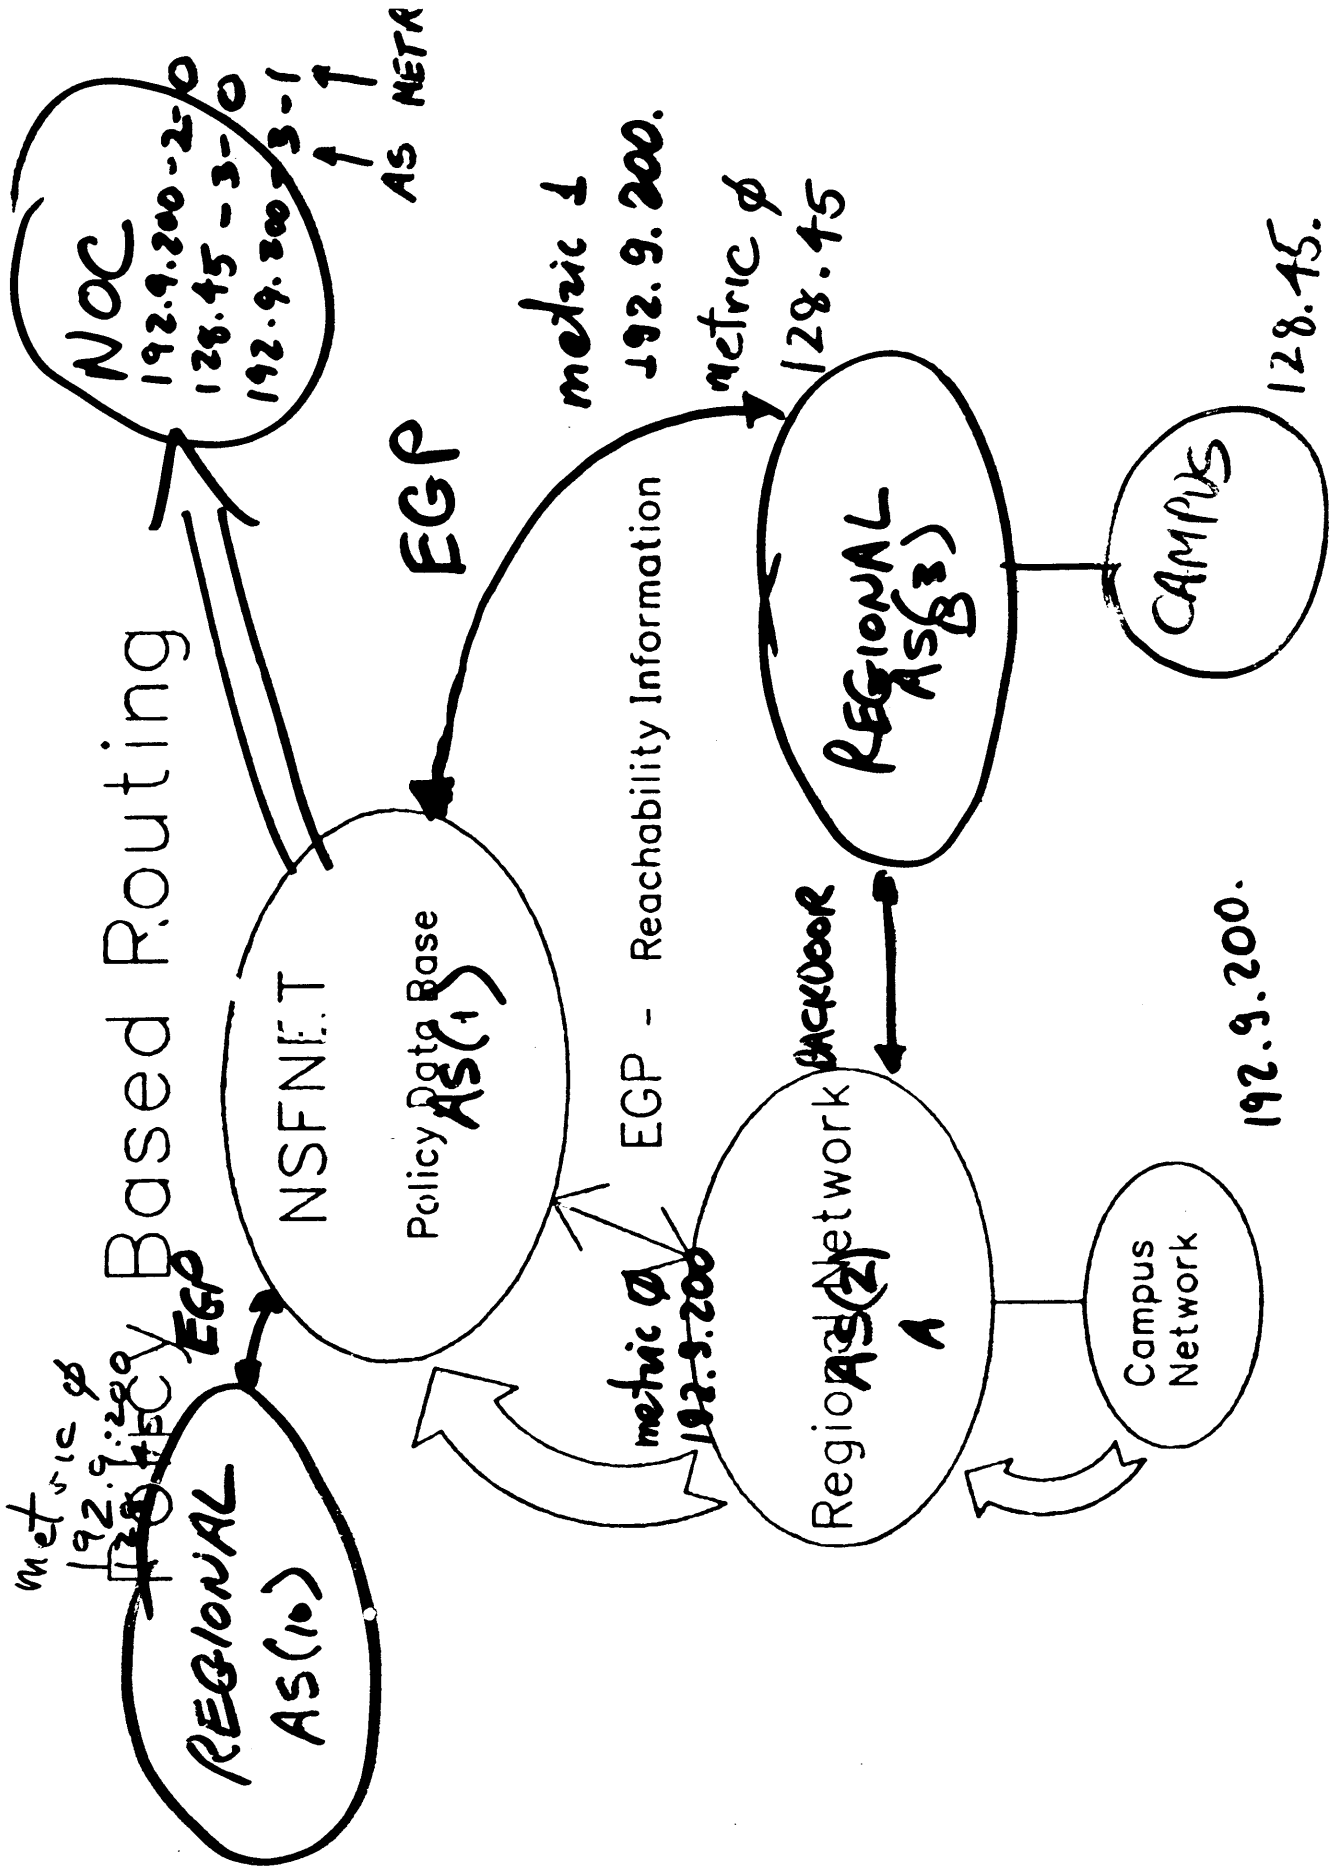 Policy Based Routing
metric ø
192.9.200
128.45
EGP
REGIONAL
AS(10)
NSFNET
Policy Data Base
AS(1)
NOC
192.9.200-2-0
128.45-3-0
192.9.200-3-1
AS METR
EGP
metric 1
192.9.200.
metric ø
128.45
EGP - Reachability Information
metric ø
192.9.200
Regional Network
AS(2)
A
BACKDOOR
REGIONAL
AS(3)
B
Campus
Network
192.9.200.
CAMPUS
128.45.